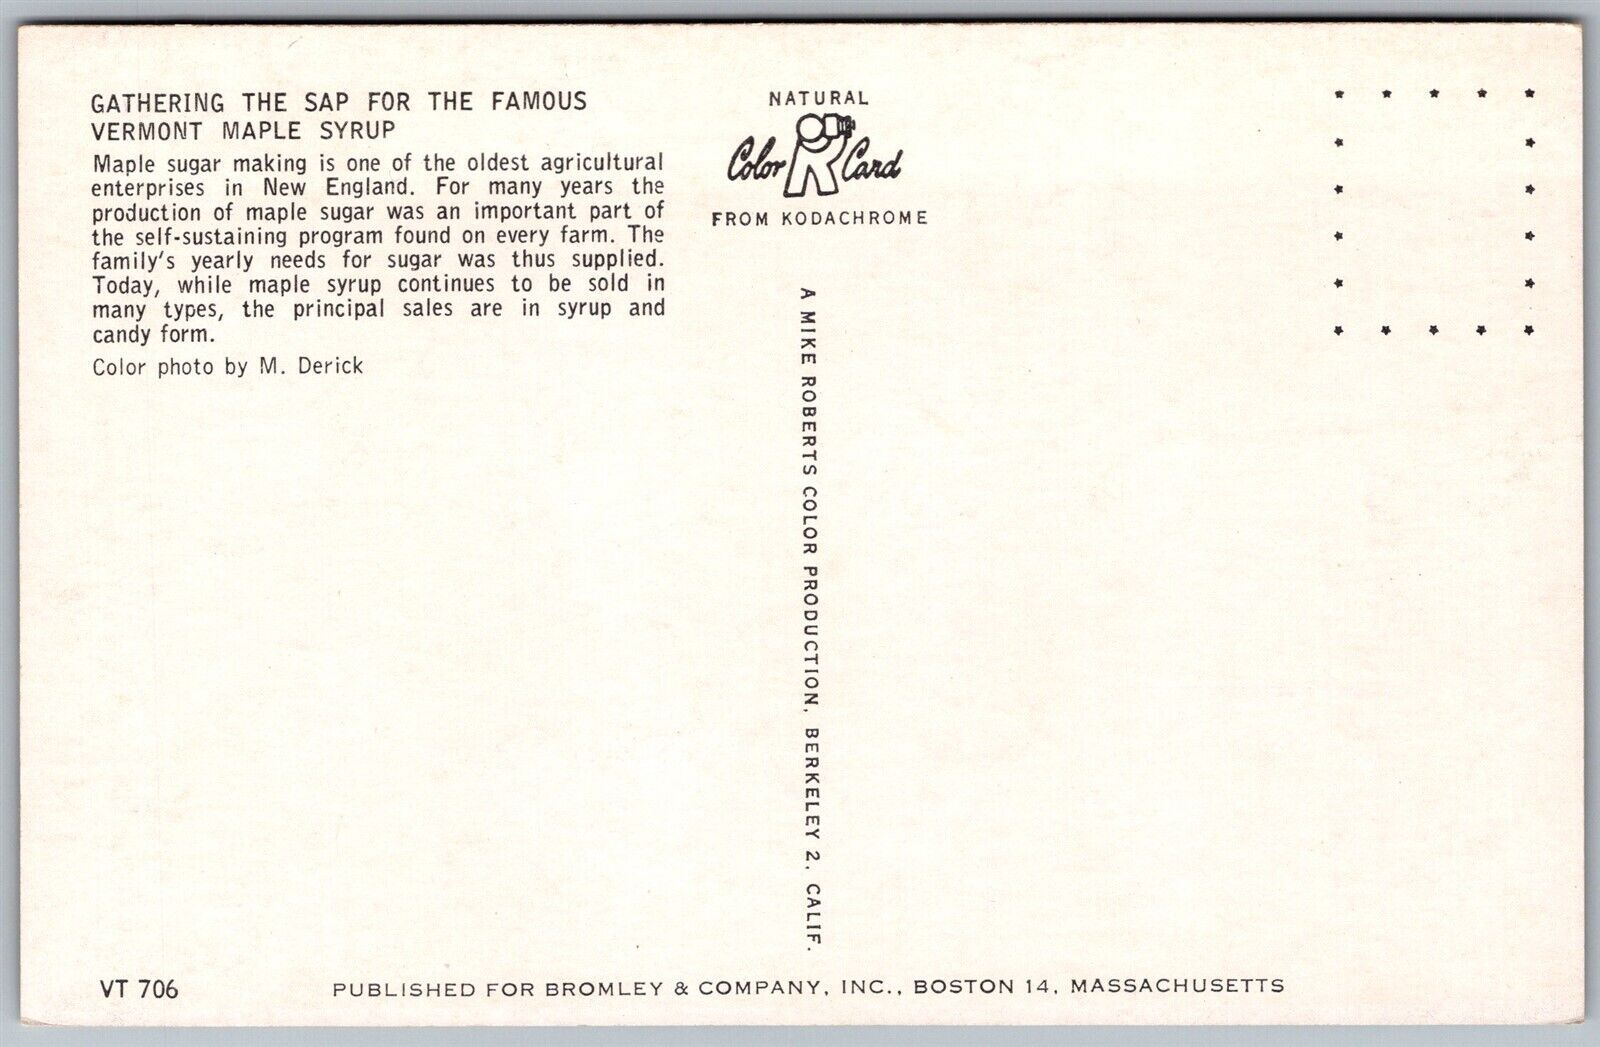 GATHERING THE SAP FOR THE FAMOUS
VERMONT MAPLE SYRUP
Maple sugar making is one of the oldest agricultural
enterprises in New England. For many years the
production of maple sugar was an important part of
the self-sustaining program found on every farm. The
family's yearly needs for sugar was thus supplied.
Today, while maple syrup continues to be sold in
many types, the principal sales are in syrup and
candy form.
Color photo by M. Derick
NATURAL
Color Card
FROM KODACHROME
A MIKE ROBERTS COLOR PRODUCTION, BERKELEY 2, CALIF.
VT 706
PUBLISHED FOR BROMLEY & COMPANY, INC., BOSTON 14, MASSACHUSETTS